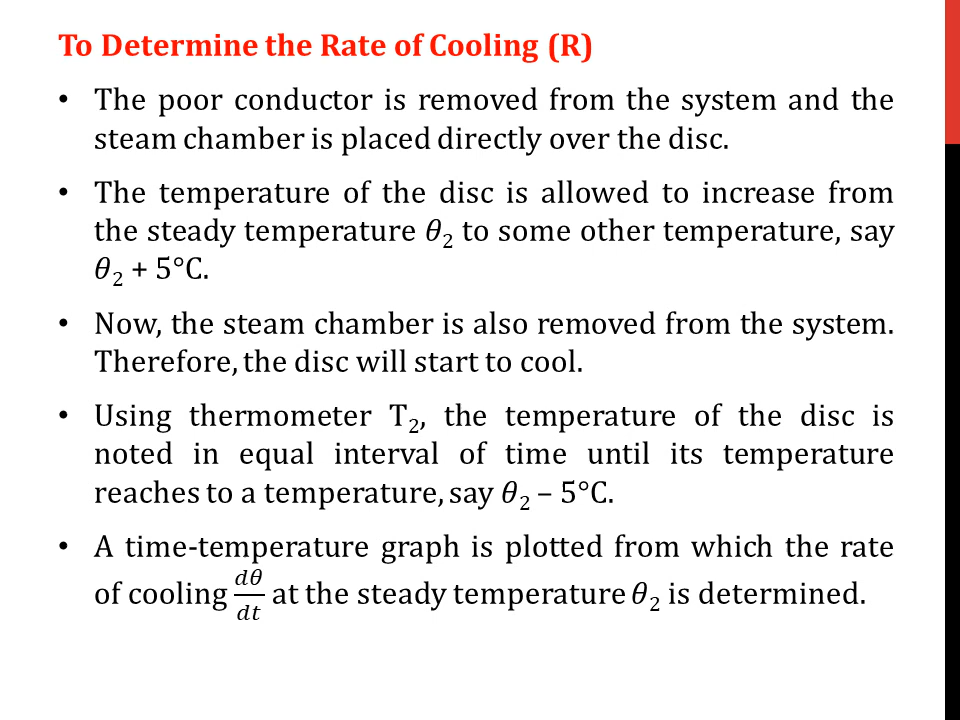 To Determine the Rate of Cooling (R)
• The poor conductor is removed from the system and the
steam chamber is placed directly over the disc.
• The temperature of the disc is allowed to increase from
the steady temperature θ₂ to some other temperature, say
θ₂ + 5°C.
• Now, the steam chamber is also removed from the system.
Therefore, the disc will start to cool.
• Using thermometer T₂, the temperature of the disc is
noted in equal interval of time until its temperature
reaches to a temperature, say θ₂ – 5°C.
• A time-temperature graph is plotted from which the rate
of cooling dθ/dt at the steady temperature θ₂ is determined.